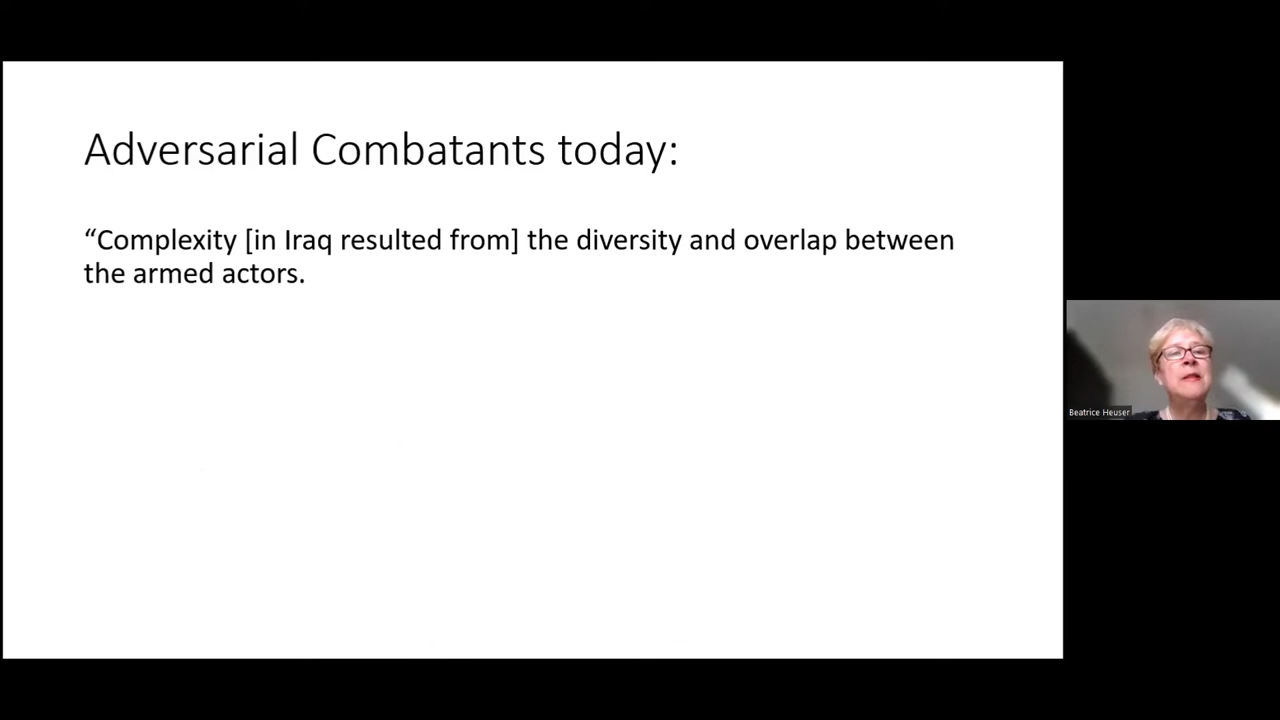 Adversarial Combatants today:
“Complexity [in Iraq resulted from] the diversity and overlap between
the armed actors.
Beatrice Heuser